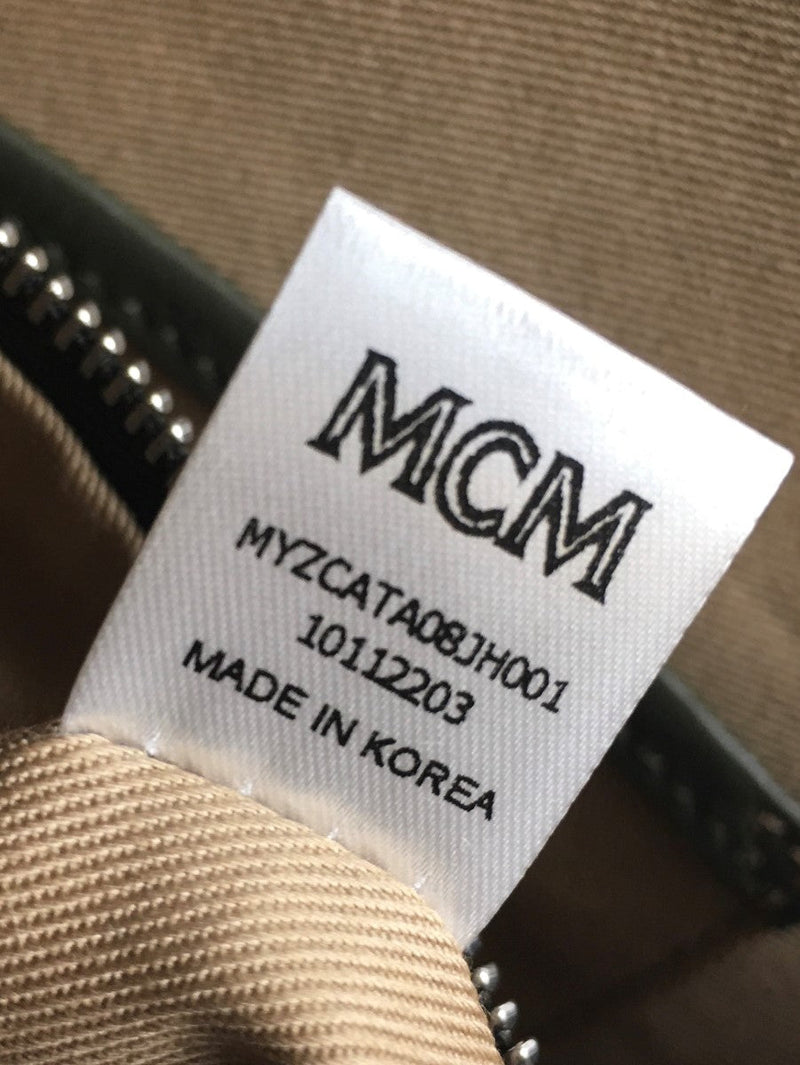 MCM
MYZCATA08JH001
10112203
MADE IN KOREA